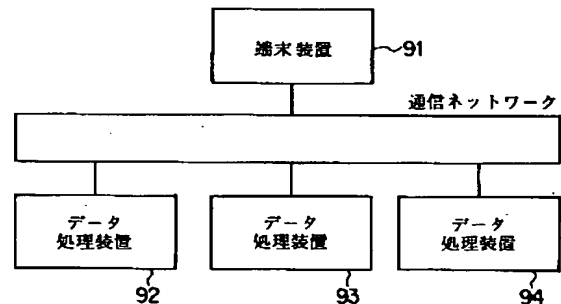 端末装置
91
通信ネットワーク
データ
処理装置
データ
処理装置
データ
処理装置
92
93
94